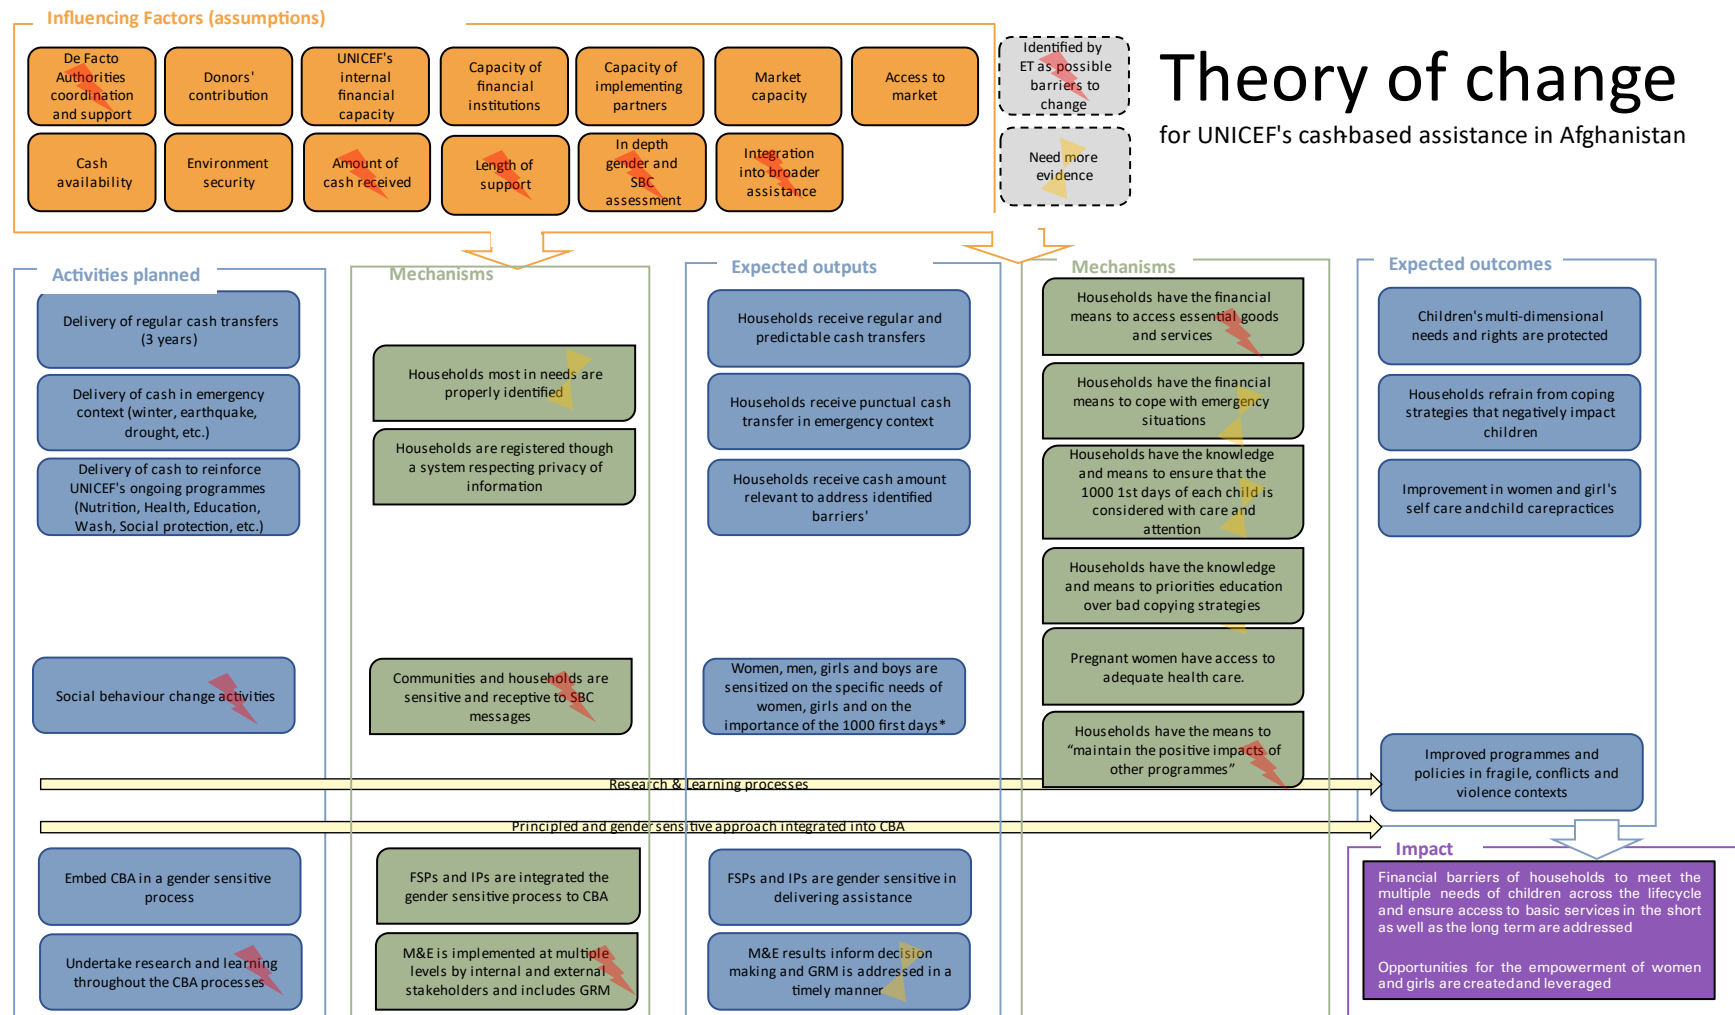 Influencing Factors (assumptions)
De Facto
Authorities
coordination
and support
Donors'
contribution
UNICEF's
internal
financial
capacity
Capacity of
financial
institutions
Capacity of
implementing
partners
Market
capacity
Access to
market
Cash
availability
Environment
security
Amount of
cash received
Length of
support
In depth
gender and
SBC
assessment
Integration
into broader
assistance
Identified by
ET as possible
barriers to
change
Need more
evidence
Theory of change
for UNICEF's cash-based assistance in Afghanistan
Activities planned
Delivery of regular cash transfers
(3 years)
Delivery of cash in emergency
context (winter, earthquake,
drought, etc.)
Delivery of cash to reinforce
UNICEF's ongoing programmes
(Nutrition, Health, Education,
Wash, Social protection, etc.)
Social behaviour change activities
Embed CBA in a gender sensitive
process
Undertake research and learning
throughout the CBA processes
Mechanisms
Households most in needs are
properly identified
Households are registered though
a system respecting privacy of
information
Communities and households are
sensitive and receptive to SBC
messages
FSPs and IPs are integrated the
gender sensitive process to CBA
M&E is implemented at multiple
levels by internal and external
stakeholders and includes GRM
Expected outputs
Households receive regular and
predictable cash transfers
Households receive punctual cash
transfer in emergency context
Households receive cash amount
relevant to address identified
barriers'
Women, men, girls and boys are
sensitized on the specific needs of
women, girls and on the
importance of the 1000 first days*
FSPs and IPs are gender sensitive in
delivering assistance
M&E results inform decision
making and GRM is addressed in a
timely manner
Mechanisms
Households have the financial
means to access essential goods
and services
Households have the financial
means to cope with emergency
situations
Households have the knowledge
and means to ensure that the
1000 1st days of each child is
considered with care and
attention
Households have the knowledge
and means to priorities education
over bad copying strategies
Pregnant women have access to
adequate health care.
Households have the means to
“maintain the positive impacts of
other programmes”
Expected outcomes
Children's multi-dimensional
needs and rights are protected
Households refrain from coping
strategies that negatively impact
children
Improvement in women and girl's
self care and child care practices
Improved programmes and
policies in fragile, conflicts and
violence contexts
Research & Learning processes
Principled and gender sensitive approach integrated into CBA
Impact
Financial barriers of households to meet the
multiple needs of children across the lifecycle
and ensure access to basic services in the short
as well as the long term are addressed
Opportunities for the empowerment of women
and girls are created and leveraged